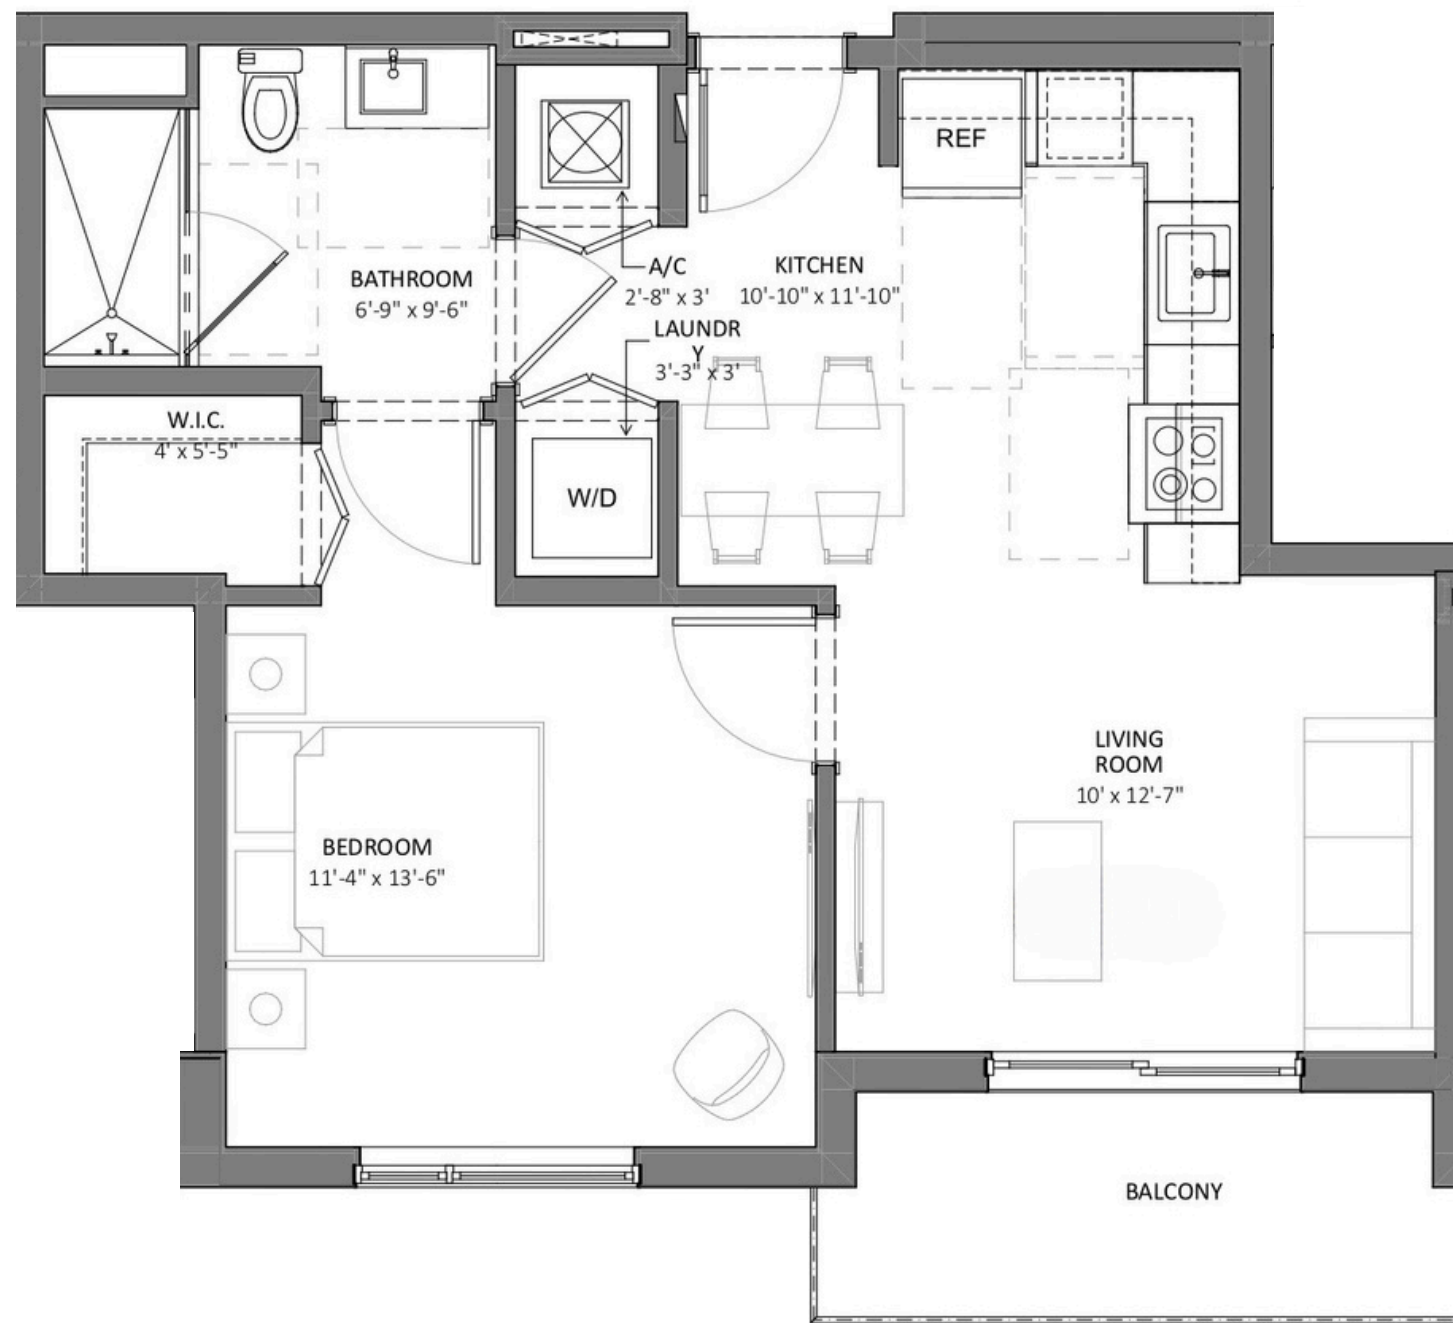 REF
BATHROOM
6'-9" x 9'-6"
A/C
2'-8" x 3'
KITCHEN
10'-10" x 11'-10"
LAUNDR
Y
3'-3" x 3'
W.I.C.
4' x 5'-5"
W/D
LIVING
ROOM
10' x 12'-7"
BEDROOM
11'-4" x 13'-6"
BALCONY